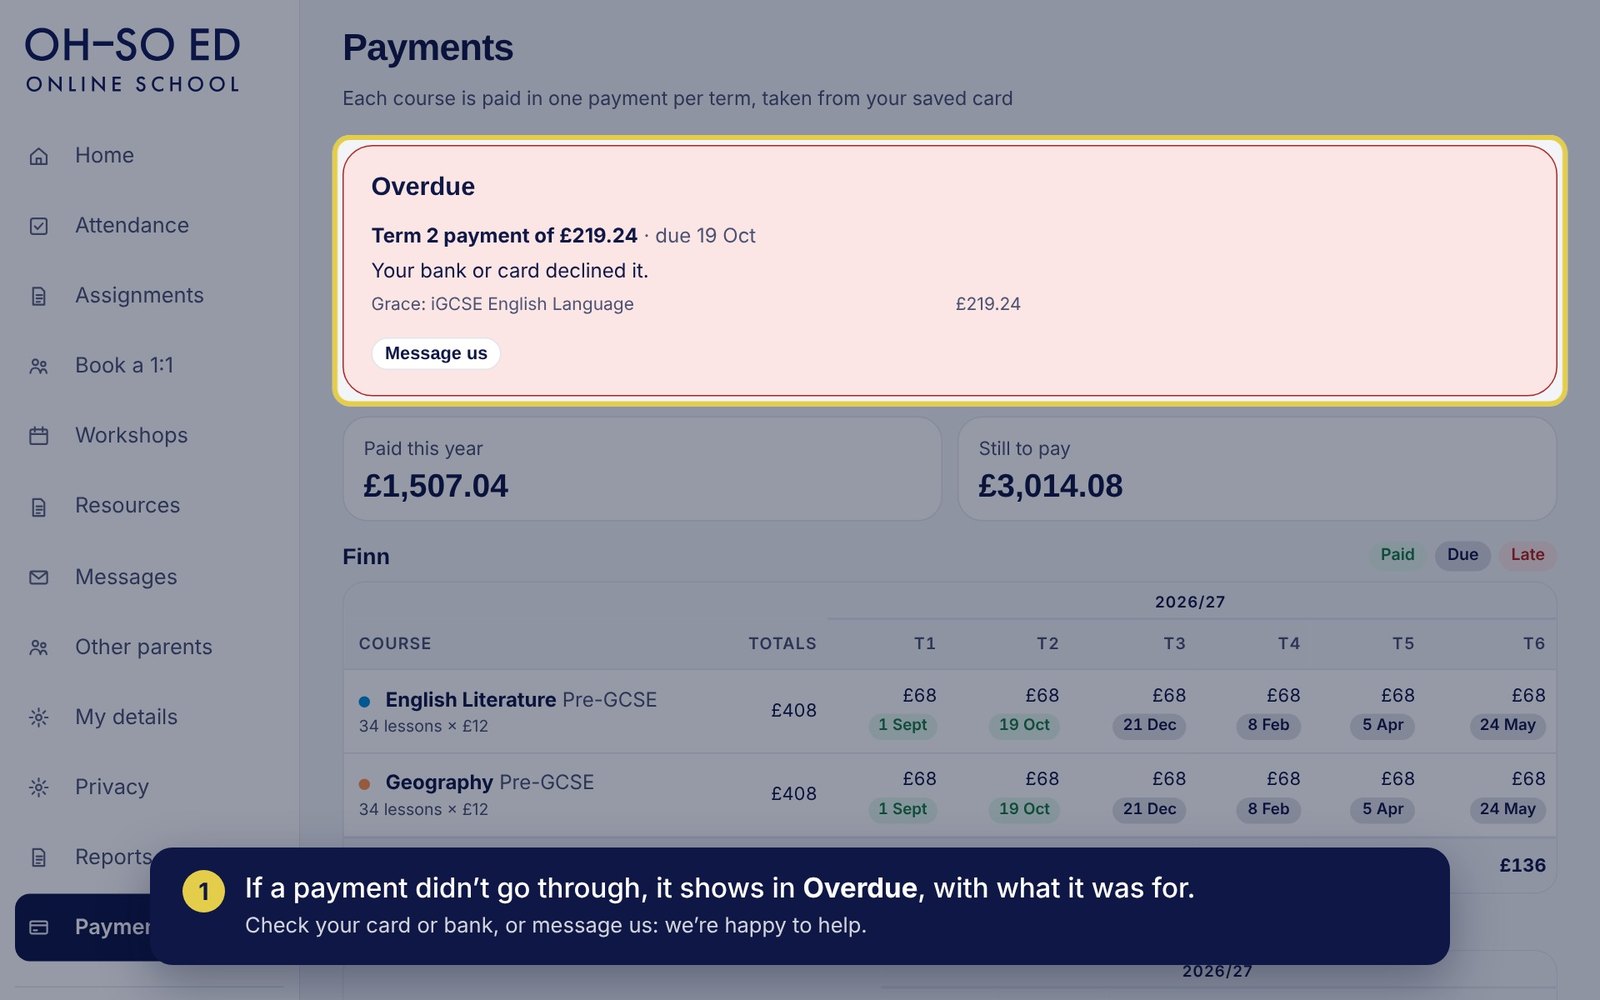 OH–SO ED
ONLINE SCHOOL
Home
Attendance
Assignments
Book a 1:1
Workshops
Resources
Messages
Other parents
My details
Privacy
Reports
Payments
Each course is paid in one payment per term, taken from your saved card
Overdue
Term 2 payment of £219.24 · due 19 Oct
Your bank or card declined it.
Grace: iGCSE English Language £219.24
Message us
Paid this year
£1,507.04
Still to pay
£3,014.08
Finn
Paid Due Late
2026/27
COURSE TOTALS T1 T2 T3 T4 T5 T6
English Literature Pre-GCSE
34 lessons × £12
£408 £68 £68 £68 £68 £68 £68
1 Sept 19 Oct 21 Dec 8 Feb 5 Apr 24 May
Geography Pre-GCSE
34 lessons × £12
£408 £68 £68 £68 £68 £68 £68
1 Sept 19 Oct 21 Dec 8 Feb 5 Apr 24 May
£136
1 If a payment didn’t go through, it shows in Overdue, with what it was for.
Check your card or bank, or message us: we’re happy to help.
2026/27